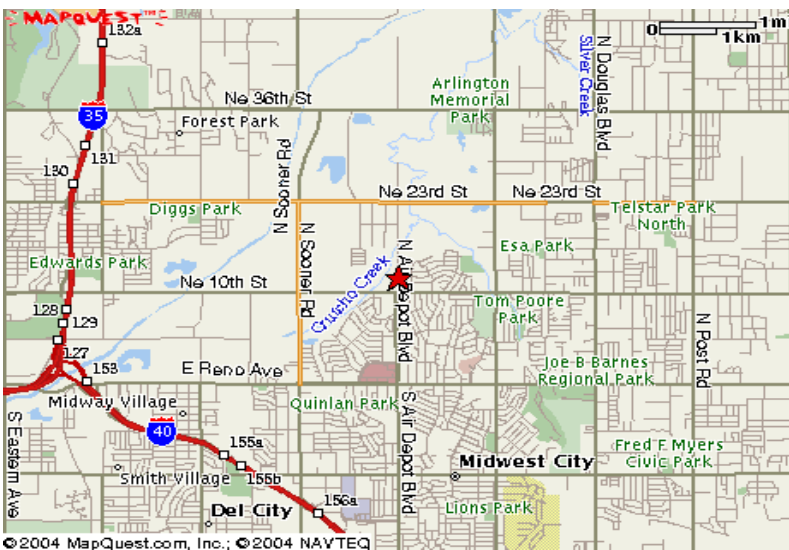 MAPQUEST
132a
0 1m
1km
Silver Creek
N Douglas Blvd
Arlington
Memorial
Park
Ne 36th St
35
Forest Park
131
N Sooner Rd
130
Ne 23rd St
Ne 23rd St
Diggs Park
Telstar Park
North
N Sooner Rd
N Air Depot Blvd
Esa Park
Edwards Park
Crutcho Creek
Ne 10th St
Tom Poore
Park
128
129
N Post Rd
127
153
E Reno Ave
Joe B Barnes
Regional Park
Midway Village
Quinlan Park
S Eastern Ave
40
S Air Depot Blvd
155a
Fred F Myers
Civic Park
Midwest City
Smith Village
155b
156a
Del City
Lions Park
©2004 MapQuest.com, Inc.; ©2004 NAVTEQ